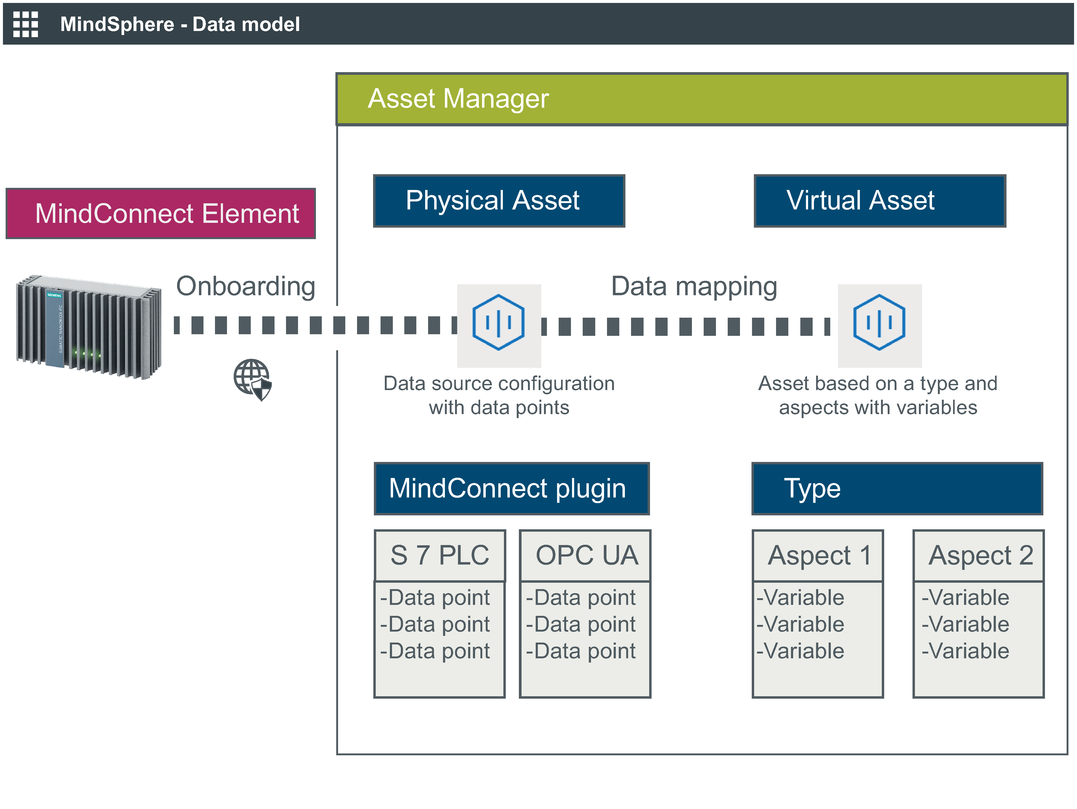 MindSphere - Data model
Asset Manager
MindConnect Element
Physical Asset
Virtual Asset
Onboarding
Data mapping
SIEMENS
Data source configuration
with data points
Asset based on a type and
aspects with variables
MindConnect plugin
Type
S 7 PLC
OPC UA
Aspect 1
Aspect 2
-Data point
-Data point
-Data point
-Data point
-Data point
-Data point
-Variable
-Variable
-Variable
-Variable
-Variable
-Variable